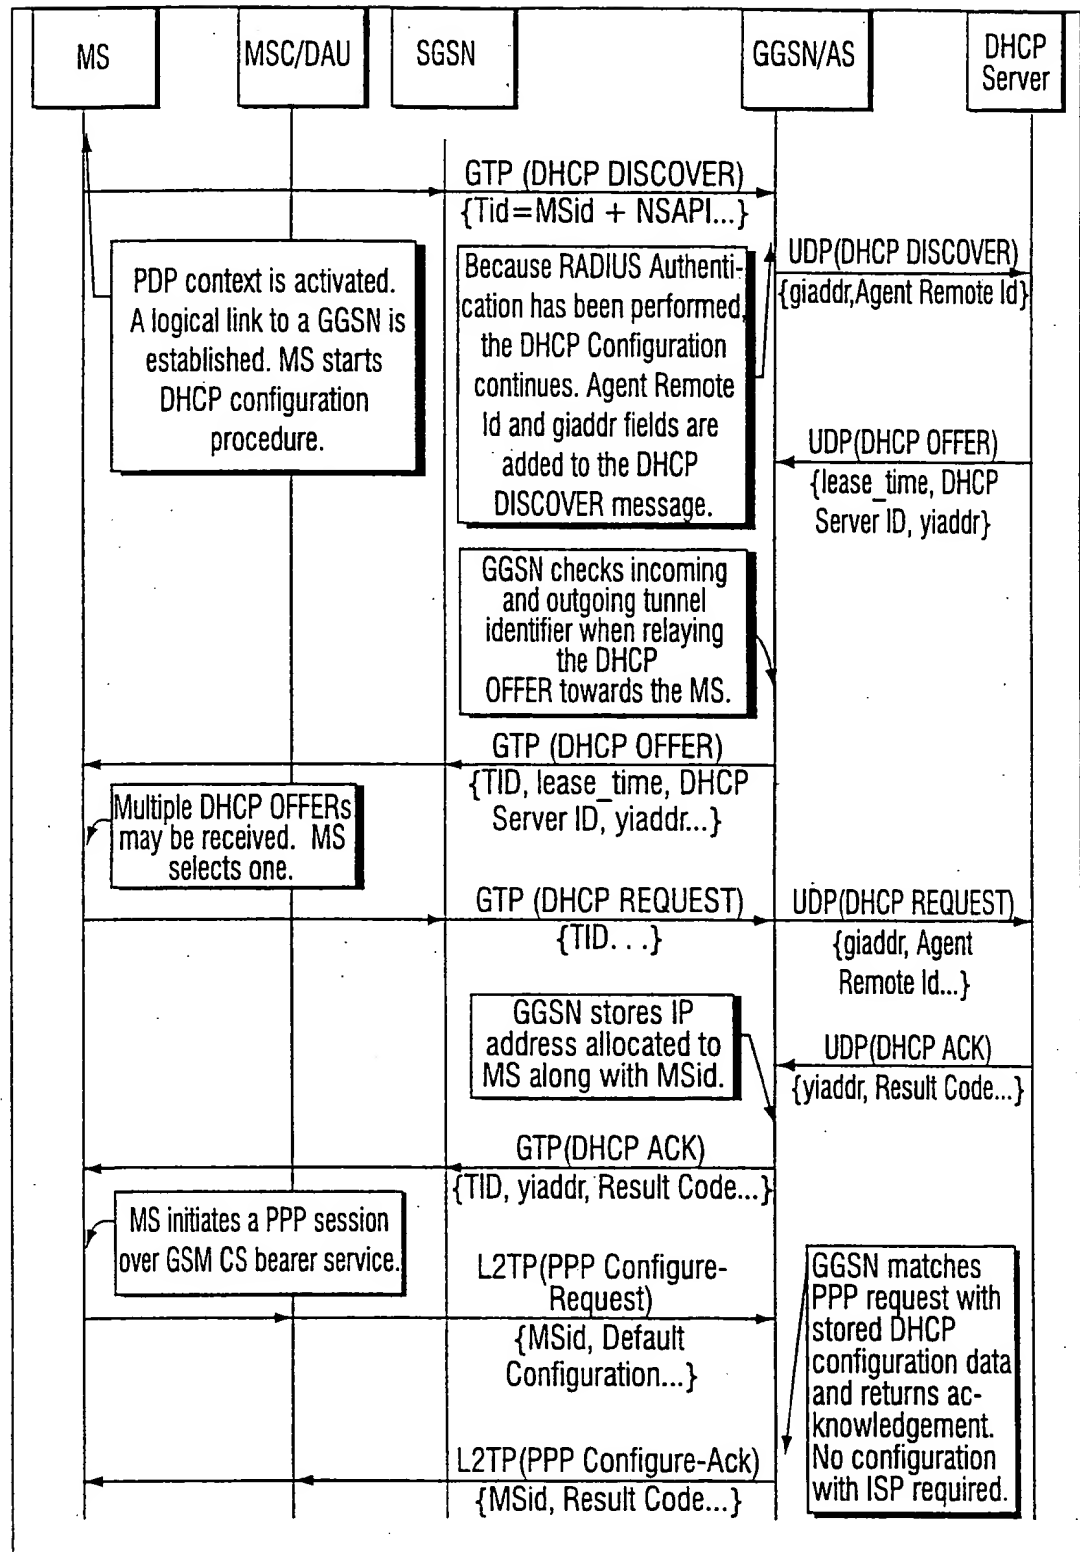 MS
MSC/DAU
SGSN
GGSN/AS
DHCP
Server
GTP (DHCP DISCOVER)
{Tid=MSid + NSAPI...}
PDP context is activated.
A logical link to a GGSN is
established. MS starts
DHCP configuration
procedure.
Because RADIUS Authenti-
cation has been performed,
the DHCP Configuration
continues. Agent Remote
Id and giaddr fields are
added to the DHCP
DISCOVER message.
UDP(DHCP DISCOVER)
{giaddr,Agent Remote Id}
UDP(DHCP OFFER)
{lease_time, DHCP
Server ID, yiaddr}
GGSN checks incoming
and outgoing tunnel
identifier when relaying
the DHCP
OFFER towards the MS.
GTP (DHCP OFFER)
{TID, lease_time, DHCP
Server ID, yiaddr...}
Multiple DHCP OFFERs
may be received. MS
selects one.
GTP (DHCP REQUEST)
{TID. . .}
UDP(DHCP REQUEST)
{giaddr, Agent
Remote Id...}
GGSN stores IP
address allocated to
MS along with MSid.
UDP(DHCP ACK)
{yiaddr, Result Code...}
GTP(DHCP ACK)
{TID, yiaddr, Result Code...}
MS initiates a PPP session
over GSM CS bearer service.
L2TP(PPP Configure-
Request)
{MSid, Default
Configuration...}
GGSN matches
PPP request with
stored DHCP
configuration data
and returns ac-
knowledgement.
No configuration
with ISP required.
L2TP(PPP Configure-Ack)
{MSid, Result Code...}